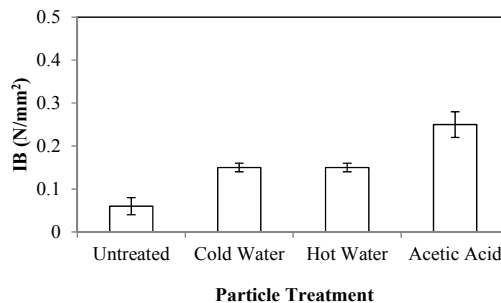 0.5
0.4
0.3
0.2
0.1
0
IB (N/mm²)
Untreated Cold Water Hot Water Acetic Acid
Particle Treatment